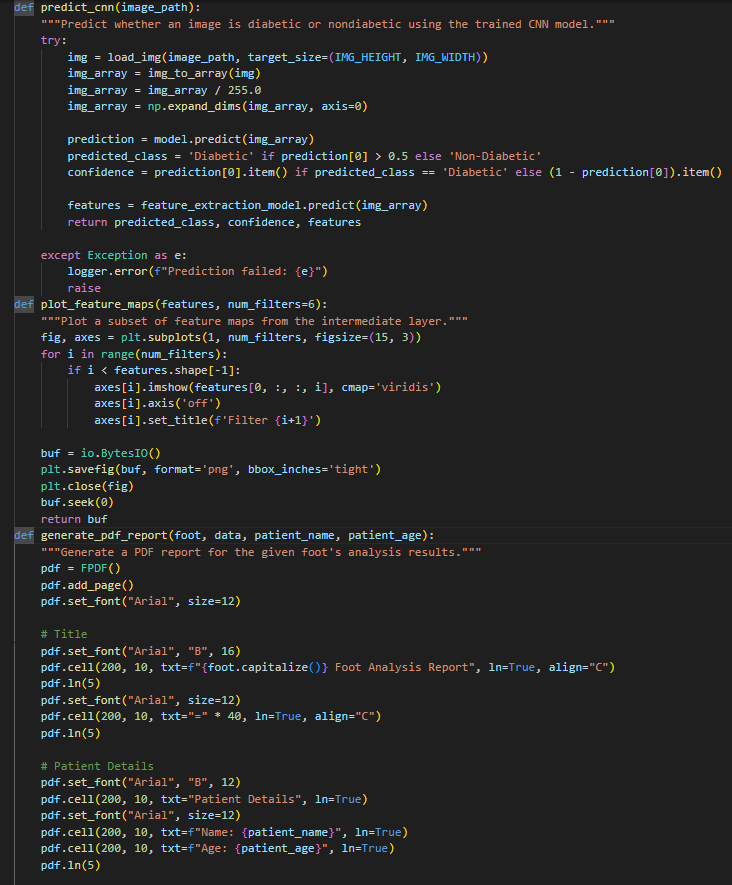 def predict_cnn(image_path):
    """Predict whether an image is diabetic or nondiabetic using the trained CNN model."""
    try:
        img = load_img(image_path, target_size=(IMG_HEIGHT, IMG_WIDTH))
        img_array = img_to_array(img)
        img_array = img_array / 255.0
        img_array = np.expand_dims(img_array, axis=0)

        prediction = model.predict(img_array)
        predicted_class = 'Diabetic' if prediction[0] > 0.5 else 'Non-Diabetic'
        confidence = prediction[0].item() if predicted_class == 'Diabetic' else (1 - prediction[0]).item()

        features = feature_extraction_model.predict(img_array)
        return predicted_class, confidence, features

    except Exception as e:
        logger.error(f"Prediction failed: {e}")
        raise
def plot_feature_maps(features, num_filters=6):
    """Plot a subset of feature maps from the intermediate layer."""
    fig, axes = plt.subplots(1, num_filters, figsize=(15, 3))
    for i in range(num_filters):
        if i < features.shape[-1]:
            axes[i].imshow(features[0, :, :, i], cmap='viridis')
            axes[i].axis('off')
            axes[i].set_title(f'Filter {i+1}')

    buf = io.BytesIO()
    plt.savefig(buf, format='png', bbox_inches='tight')
    plt.close(fig)
    buf.seek(0)
    return buf
def generate_pdf_report(foot, data, patient_name, patient_age):
    """Generate a PDF report for the given foot's analysis results."""
    pdf = FPDF()
    pdf.add_page()
    pdf.set_font("Arial", size=12)

    # Title
    pdf.set_font("Arial", "B", 16)
    pdf.cell(200, 10, txt=f"{foot.capitalize()} Foot Analysis Report", ln=True, align="C")
    pdf.ln(5)
    pdf.set_font("Arial", size=12)
    pdf.cell(200, 10, txt="=" * 40, ln=True, align="C")
    pdf.ln(5)

    # Patient Details
    pdf.set_font("Arial", "B", 12)
    pdf.cell(200, 10, txt="Patient Details", ln=True)
    pdf.set_font("Arial", size=12)
    pdf.cell(200, 10, txt=f"Name: {patient_name}", ln=True)
    pdf.cell(200, 10, txt=f"Age: {patient_age}", ln=True)
    pdf.ln(5)